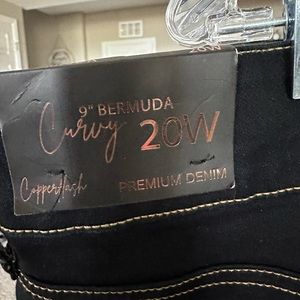 9" BERMUDA
Curvy 20W
Copperflash
PREMIUM DENIM